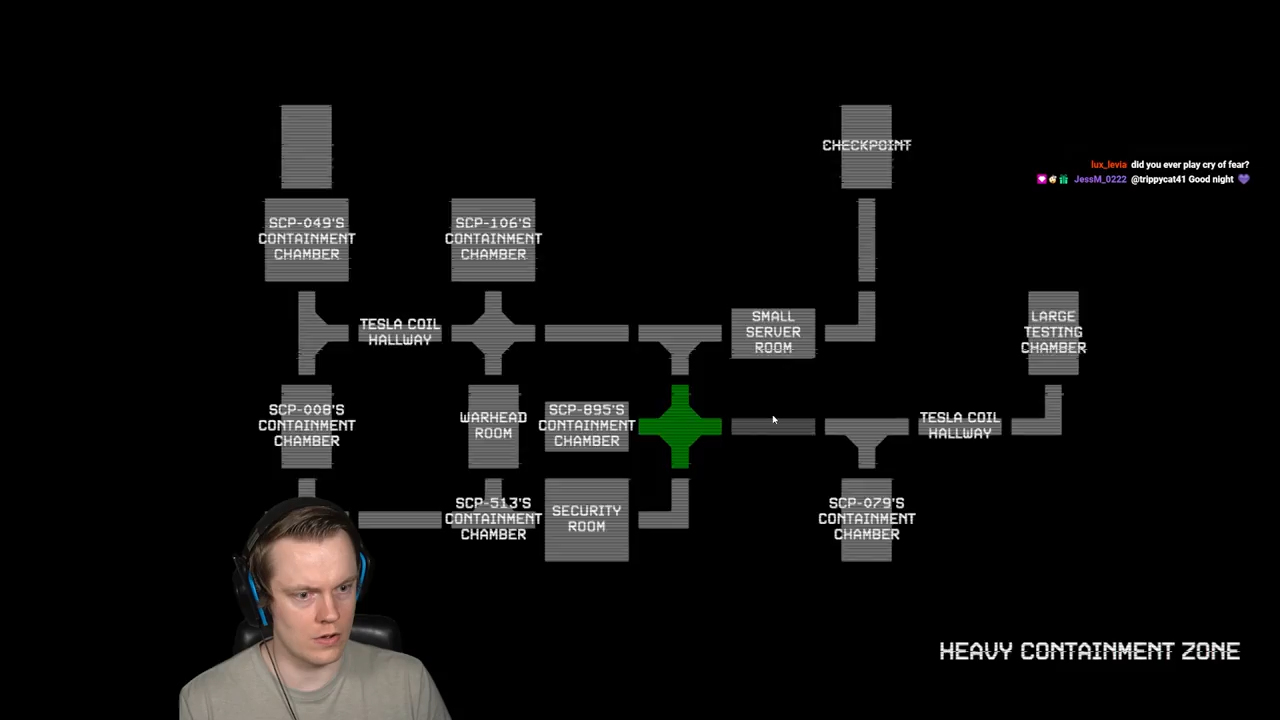 CHECKPOINT
lux_levia did you ever play cry of fear?
JessM_0222 @trippycat41 Good night 💜
SCP-049'S
CONTAINMENT
CHAMBER
SCP-106'S
CONTAINMENT
CHAMBER
TESLA COIL
HALLWAY
SMALL
SERVER
ROOM
LARGE
TESTING
CHAMBER
SCP-008'S
CONTAINMENT
CHAMBER
WARHEAD
ROOM
SCP-895'S
CONTAINMENT
CHAMBER
TESLA COIL
HALLWAY
SCP-513'S
CONTAINMENT
CHAMBER
SECURITY
ROOM
SCP-079'S
CONTAINMENT
CHAMBER
HEAVY CONTAINMENT ZONE